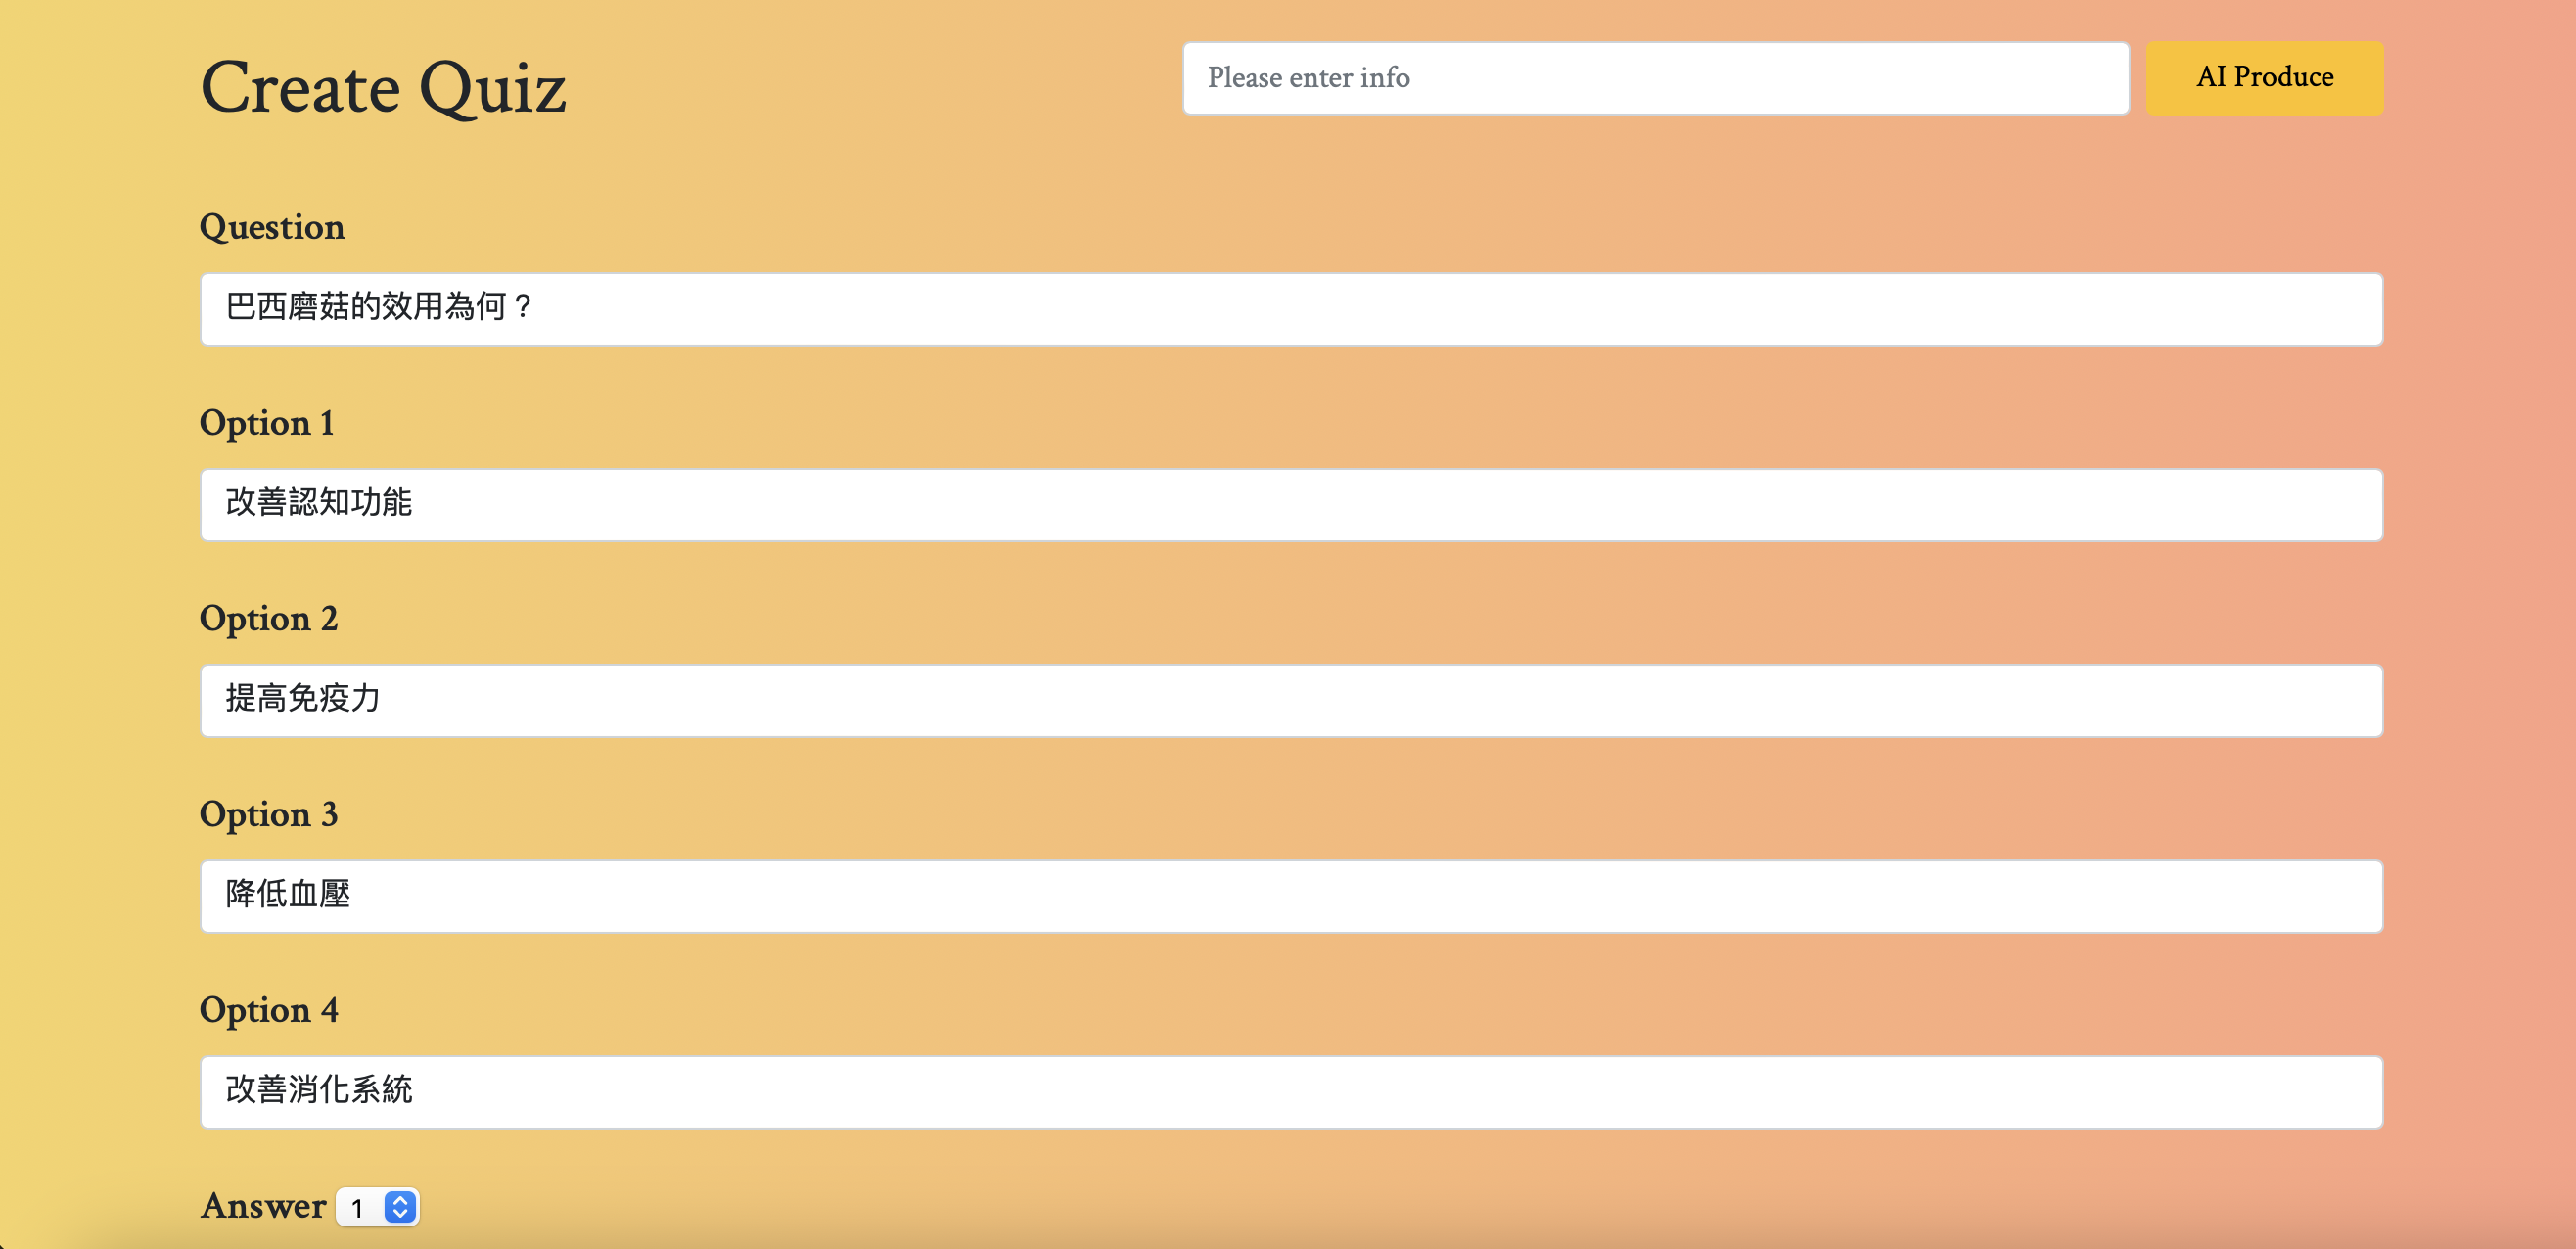 Create Quiz
Please enter info
AI Produce
Question
巴西磨菇的效用為何？
Option 1
改善認知功能
Option 2
提高免疫力
Option 3
降低血壓
Option 4
改善消化系統
Answer 1